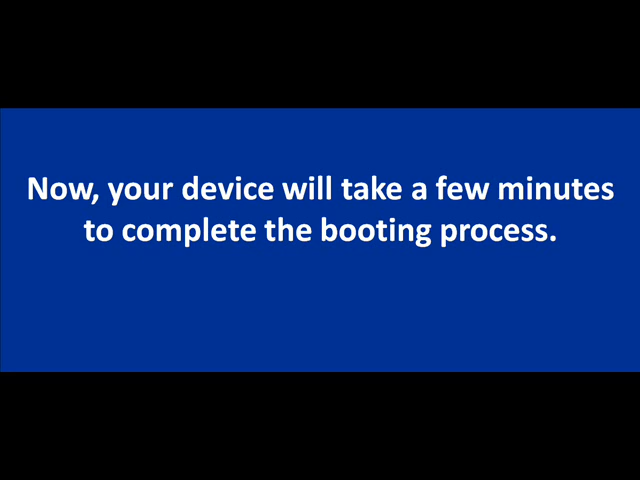 Now, your device will take a few minutes
to complete the booting process.